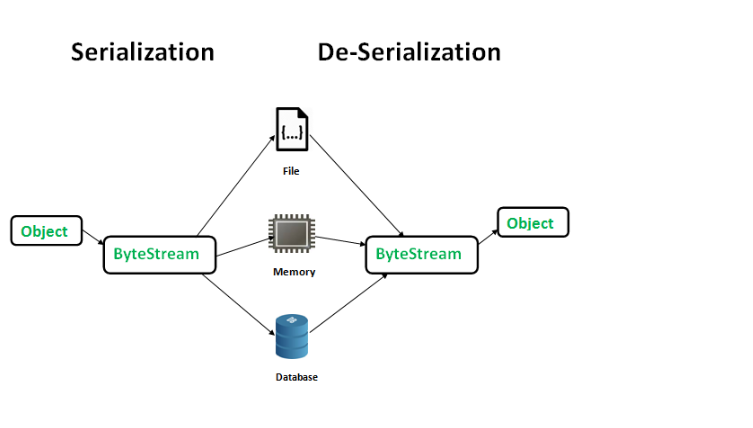 Serialization
De-Serialization
{...}
File
Object
ByteStream
Memory
ByteStream
Object
Database